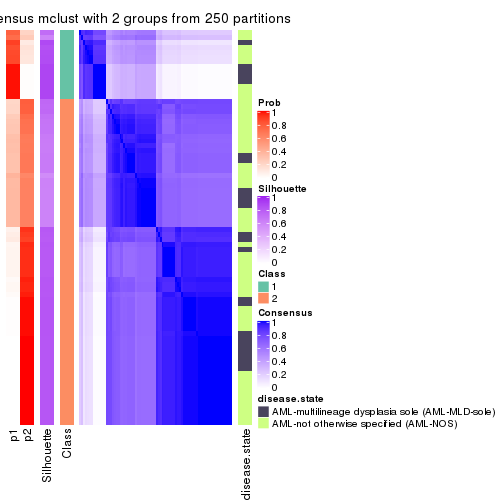 ensus mclust with 2 groups from 250 partitions
Prob
1
0.8
0.6
0.4
0.2
0
Silhouette
1
0.8
0.6
0.4
0.2
0
Class
1
2
Consensus
1
0.8
0.6
0.4
0.2
0
disease.state
AML-multilineage dysplasia sole (AML-MLD-sole)
AML-not otherwise specified (AML-NOS)
p1
p2
Silhouette
Class
disease.state